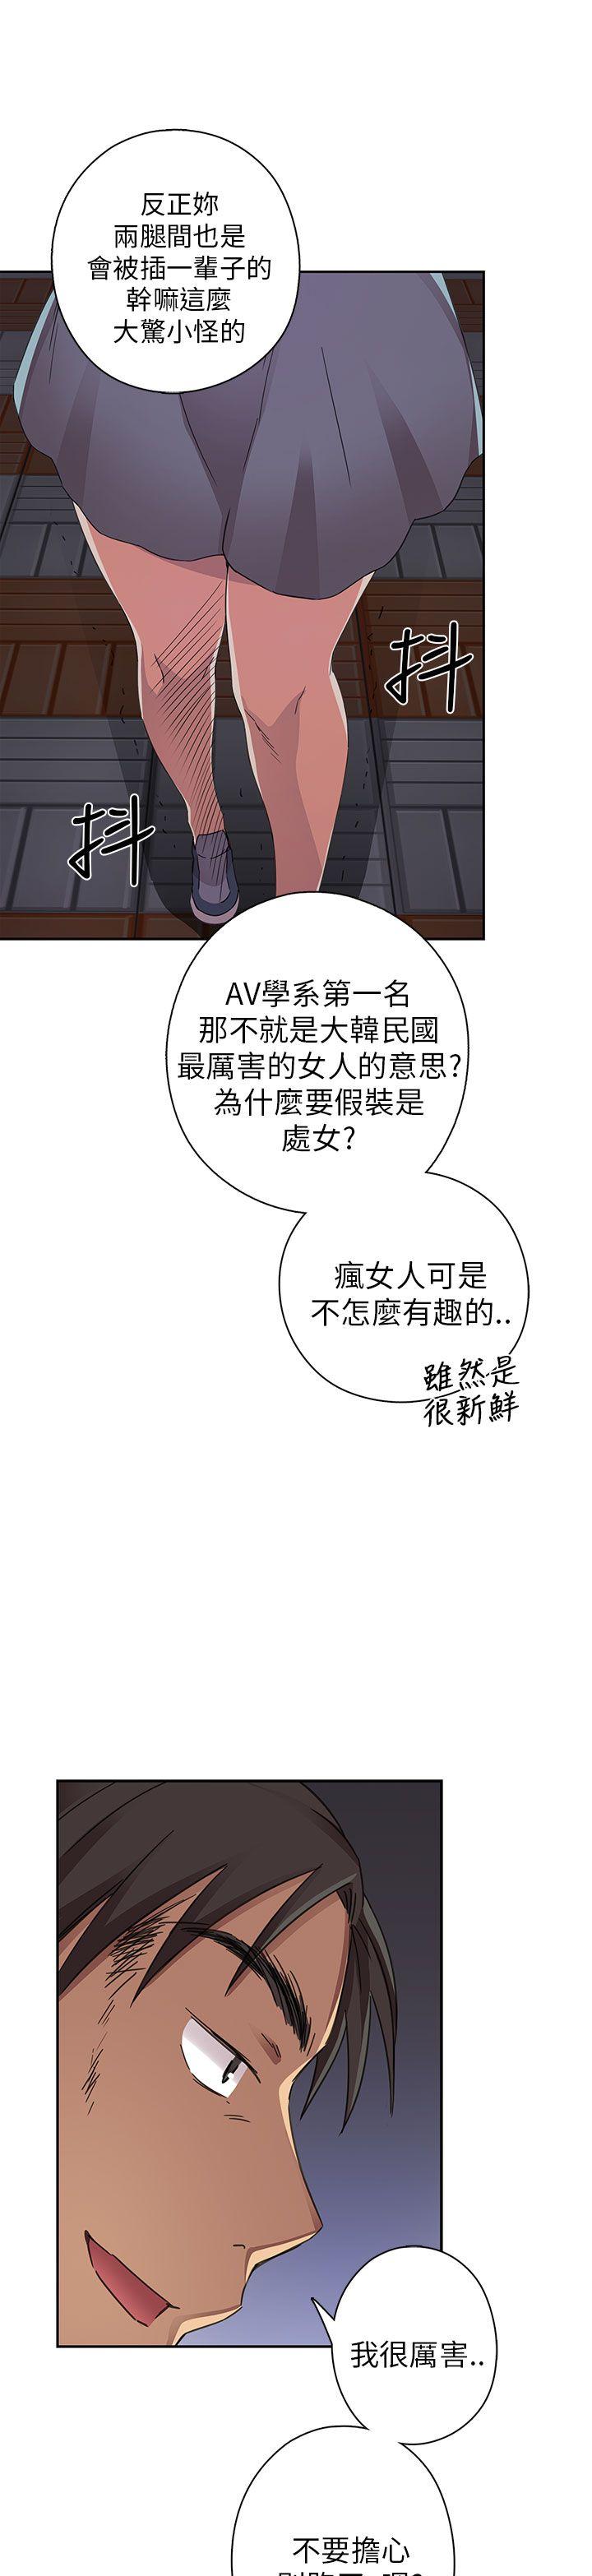 反正妳
兩腿間也是
會被插一輩子的
幹嘛這麼
大驚小怪的
抖
抖
AV學系第一名
那不就是大韓民國
最厲害的女人的意思?
為什麼要假裝是
處女?
瘋女人可是
不怎麼有趣的..
雖然是
很新鮮
我很厲害..
不要擔心